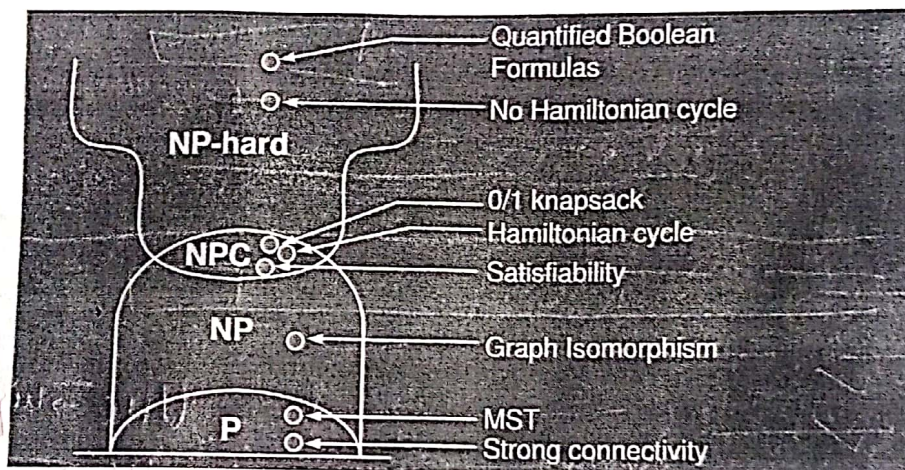 Quantified Boolean
Formulas
No Hamiltonian cycle
NP-hard
0/1 knapsack
Hamiltonian cycle
NPC
Satisfiability
NP
Graph Isomorphism
MST
P
Strong connectivity